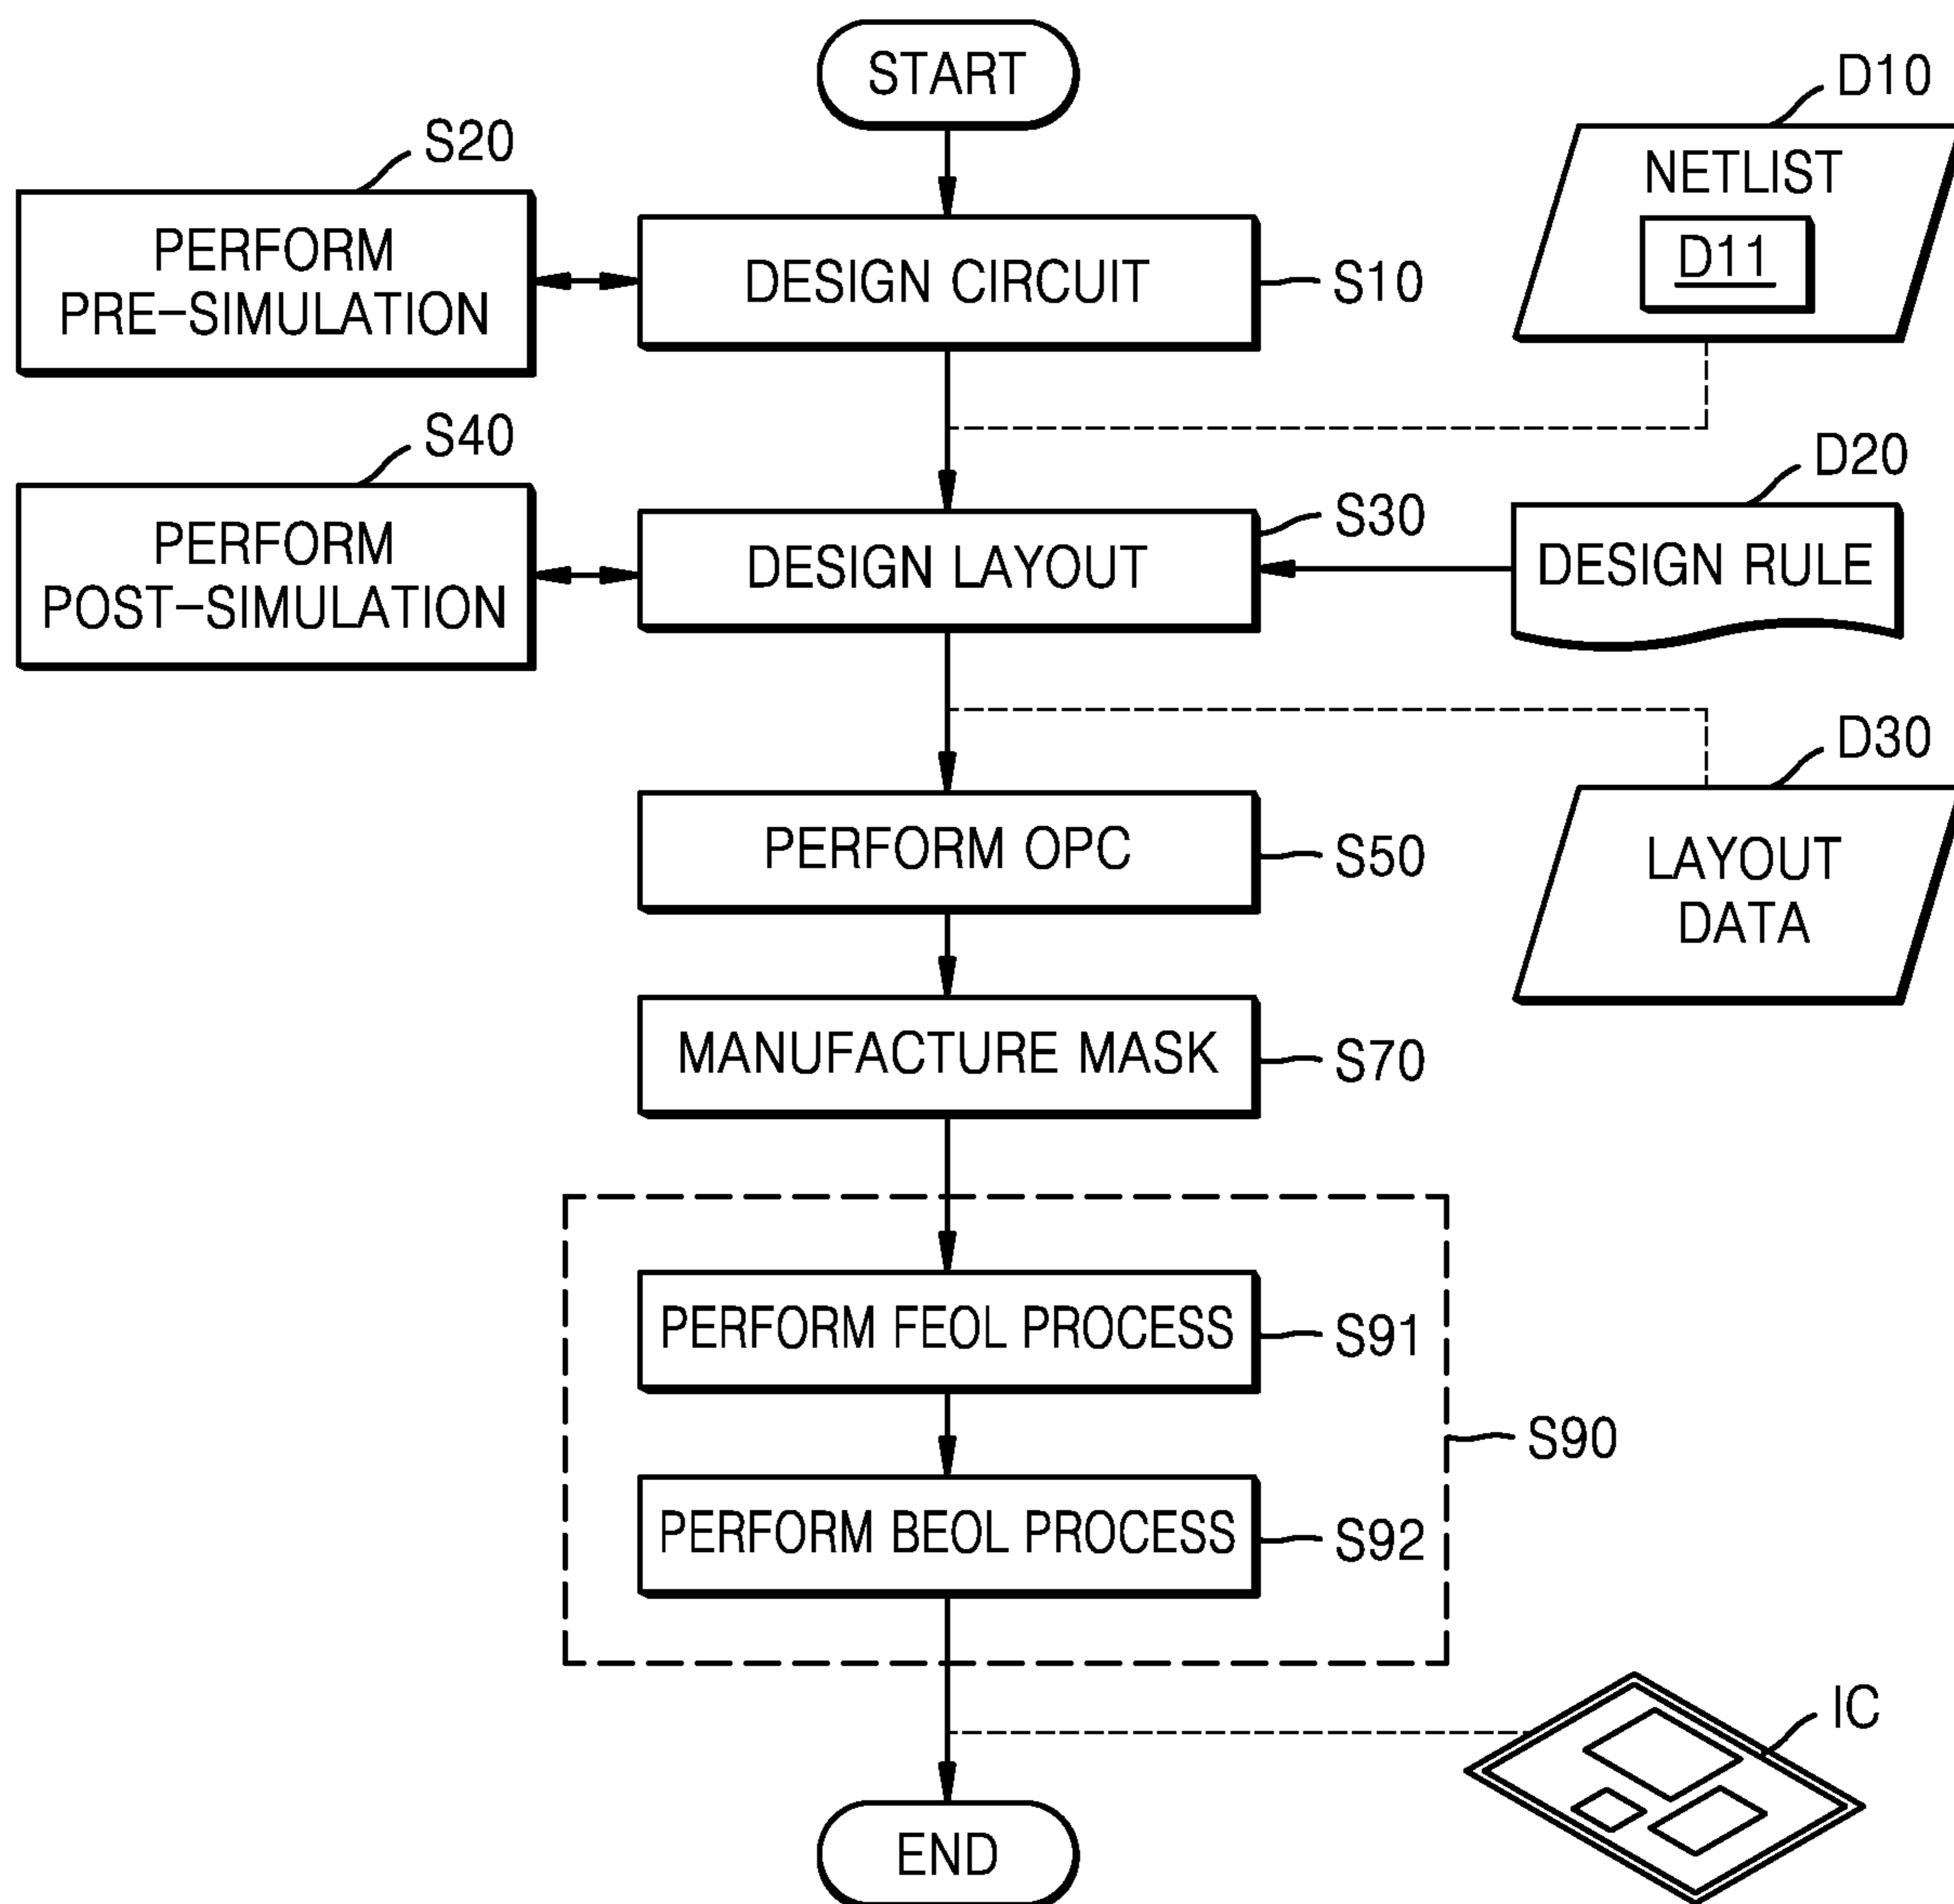 START
D10
NETLIST
D11
S20
PERFORM
PRE-SIMULATION
DESIGN CIRCUIT
S10
S40
PERFORM
POST-SIMULATION
DESIGN LAYOUT
S30
D20
DESIGN RULE
D30
LAYOUT
DATA
PERFORM OPC
S50
MANUFACTURE MASK
S70
PERFORM FEOL PROCESS
S91
S90
PERFORM BEOL PROCESS
S92
IC
END